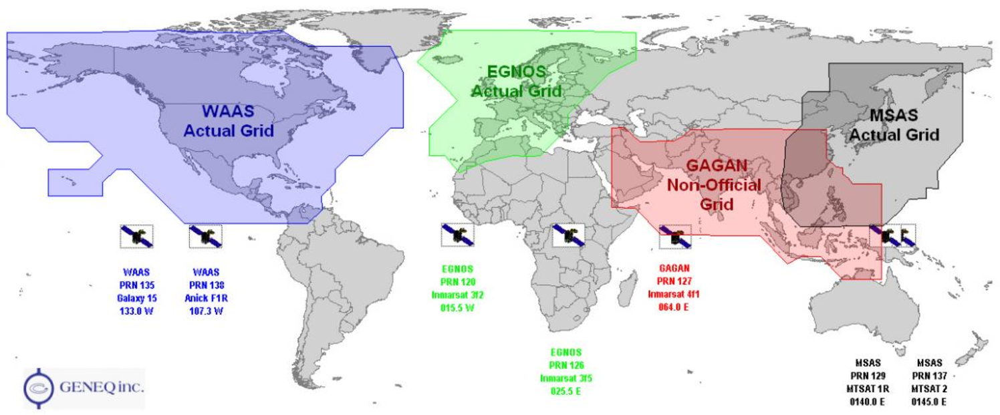 EGNOS
Actual Grid
WAAS
Actual Grid
MSAS
Actual Grid
GAGAN
Non-Official
Grid
WAAS
PRN 135
Galaxy 15
133.0 W
WAAS
PRN 138
Anick F1R
107.3 W
EGNOS
PRN 120
Inmarsat 3f2
015.5 W
GAGAN
PRN 127
Inmarsat 4f1
064.0 E
EGNOS
PRN 126
Inmarsat 3f5
025.5 E
MSAS
PRN 129
MTSAT 1R
0140.0 E
MSAS
PRN 137
MTSAT 2
0145.0 E
GENEQ inc.